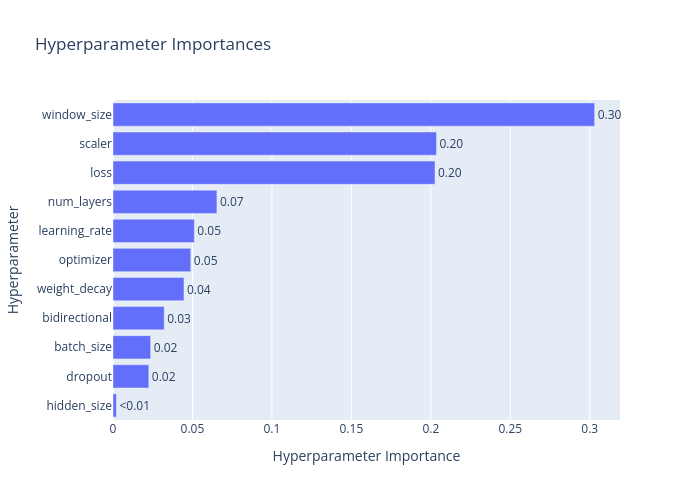 Hyperparameter Importances
window_size 0.30
scaler 0.20
loss 0.20
num_layers 0.07
learning_rate 0.05
optimizer 0.05
weight_decay 0.04
bidirectional 0.03
batch_size 0.02
dropout 0.02
hidden_size <0.01
Hyperparameter
0 0.05 0.1 0.15 0.2 0.25 0.3
Hyperparameter Importance